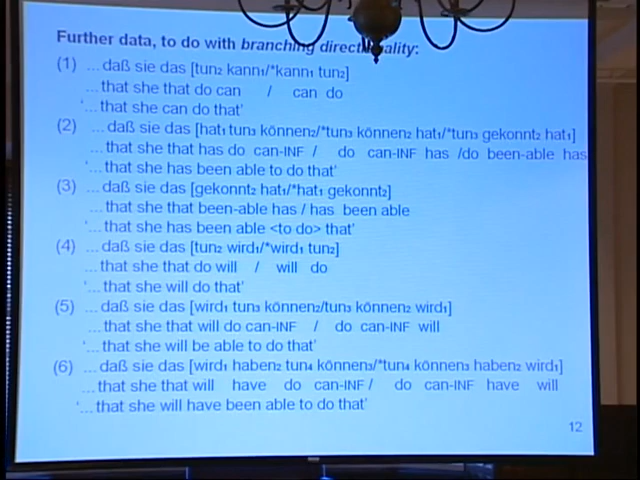 Further data, to do with branching directionality:
(1) ...daß sie das [tun₂ kann₁/*kann₁ tun₂]
...that she that do can / can do
'...that she can do that'
(2) ...daß sie das [hat₁ tun₃ können₂/*tun₃ können₂ hat₁/*tun₃ gekonnt₂ hat₁]
...that she that has do can-INF / do can-INF has /do been-able has
'...that she has been able to do that'
(3) ...daß sie das [gekonnt₂ hat₁/*hat₁ gekonnt₂]
...that she that been-able has / has been able
'...that she has been able <to do> that'
(4) ...daß sie das [tun₂ wird₁/*wird₁ tun₂]
...that she that do will / will do
'...that she will do that'
(5) ...daß sie das [wird₁ tun₃ können₂/tun₃ können₂ wird₁]
...that she that will do can-INF / do can-INF will
'...that she will be able to do that'
(6) ...daß sie das [wird₁ haben₂ tun₄ können₃/*tun₄ können₃ haben₂ wird₁]
...that she that will have do can-INF / do can-INF have will
'...that she will have been able to do that'
12